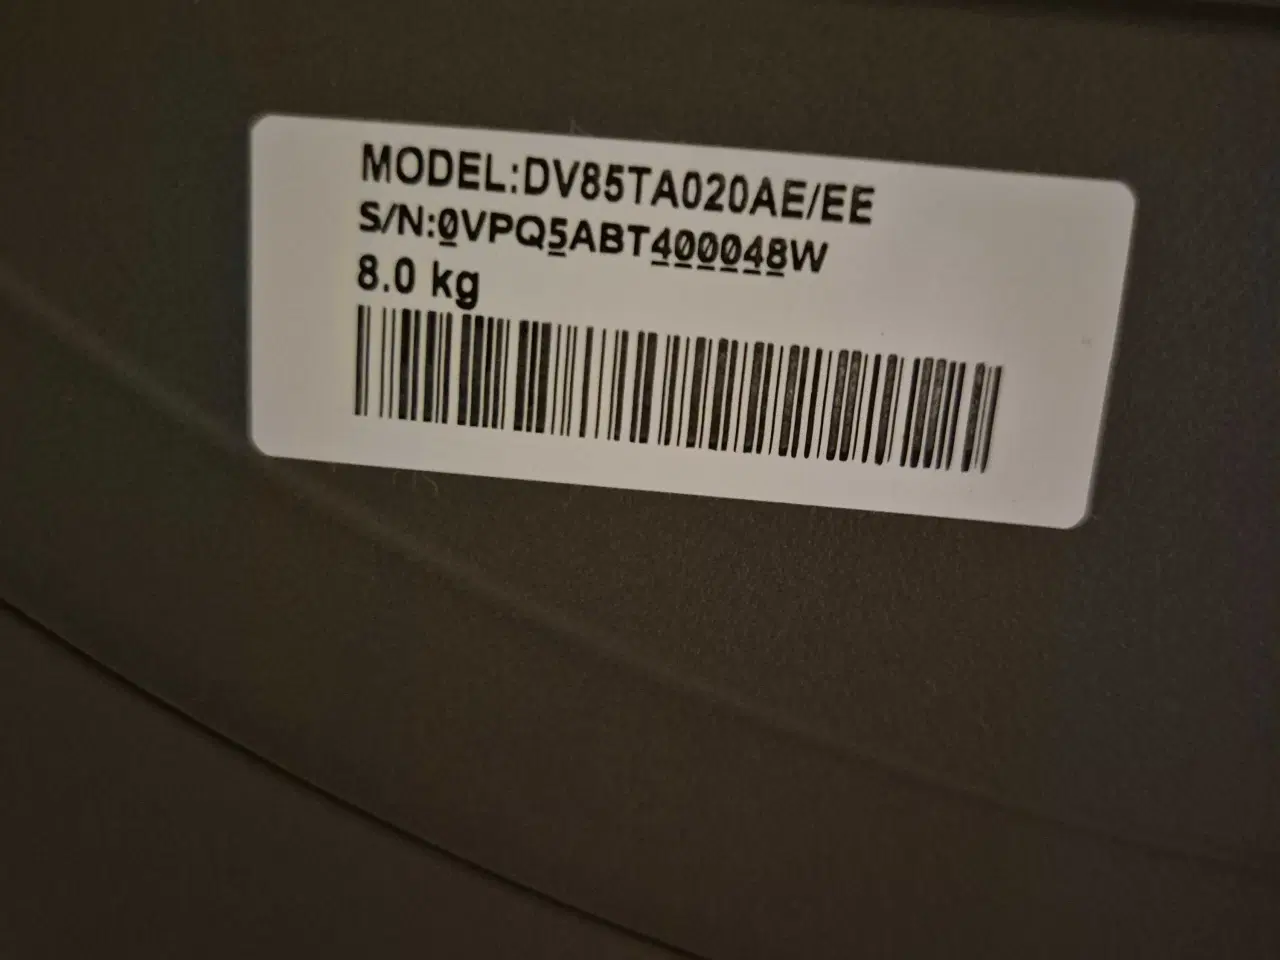 MODEL:DV85TA020AE/EE
S/N:0VPQ5ABT400048W
8.0 kg